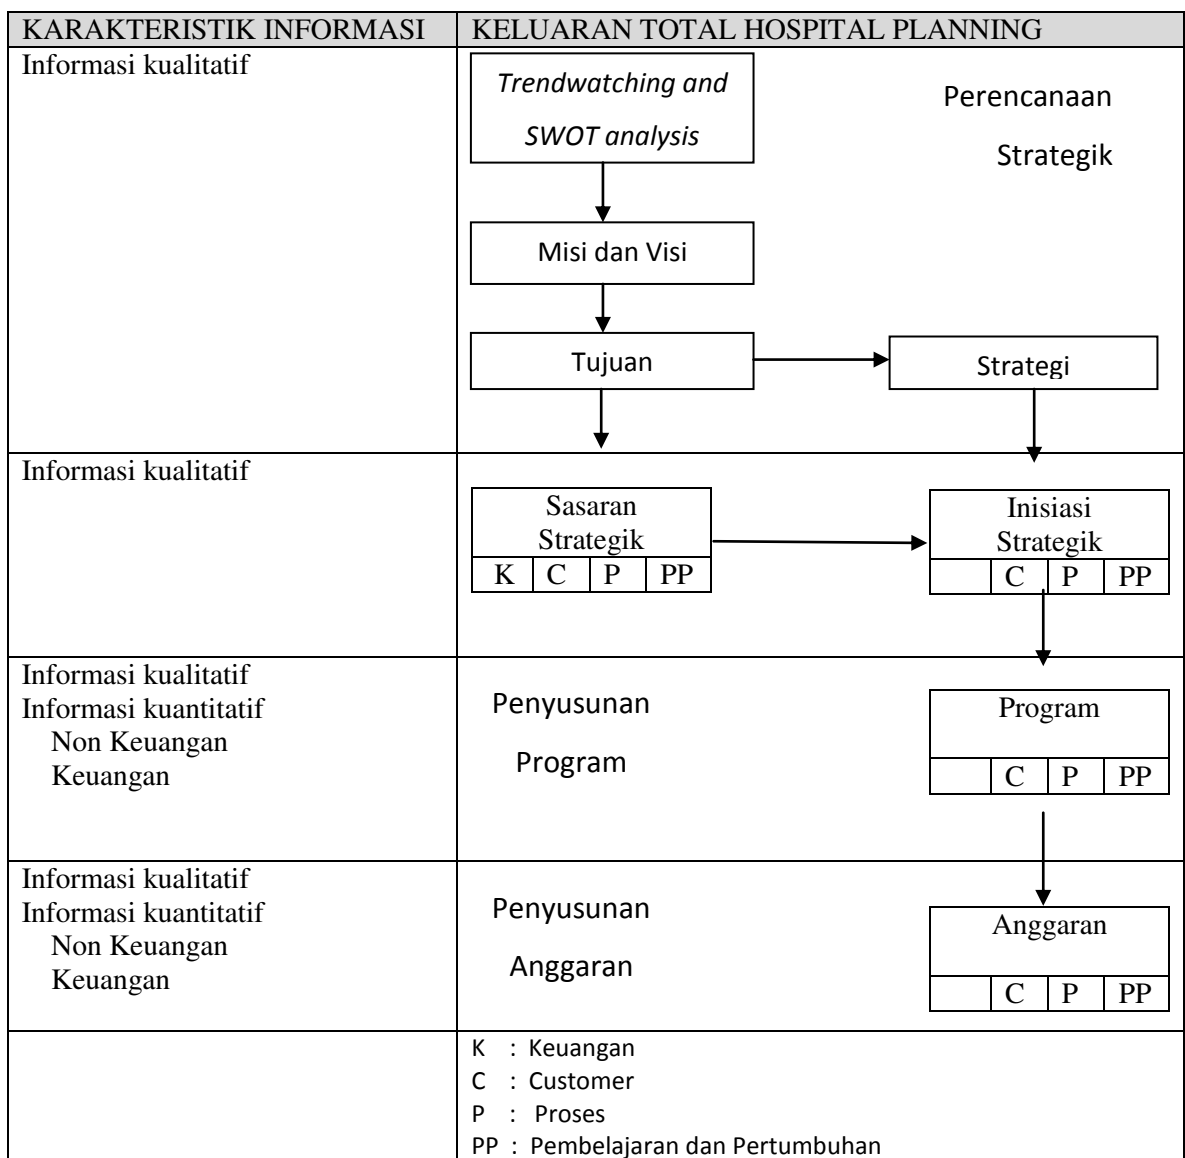 KARAKTERISTIK INFORMASI
KELUARAN TOTAL HOSPITAL PLANNING
Informasi kualitatif
Trendwatching and
SWOT analysis
Perencanaan
Strategik
Misi dan Visi
Tujuan
Strategi
Informasi kualitatif
Sasaran
Strategik
K C P PP
Inisiasi
Strategik
C P PP
Informasi kualitatif
Informasi kuantitatif
Non Keuangan
Keuangan
Penyusunan
Program
Program
C P PP
Informasi kualitatif
Informasi kuantitatif
Non Keuangan
Keuangan
Penyusunan
Anggaran
Anggaran
C P PP
K : Keuangan
C : Customer
P : Proses
PP : Pembelajaran dan Pertumbuhan